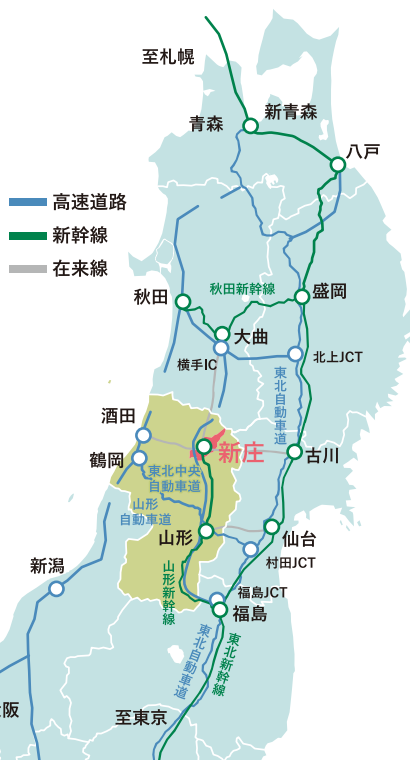 至札幌
新青森
青森
八戸
高速道路
新幹線
在来線
秋田新幹線
盛岡
秋田
大曲
横手IC
北上JCT
東北自動車道
酒田
新庄
古川
鶴岡
東北中央
自動車道
山形
自動車道
山形
仙台
村田JCT
新潟
山形新幹線
福島JCT
福島
東北自動車道
東北新幹線
阪
至東京